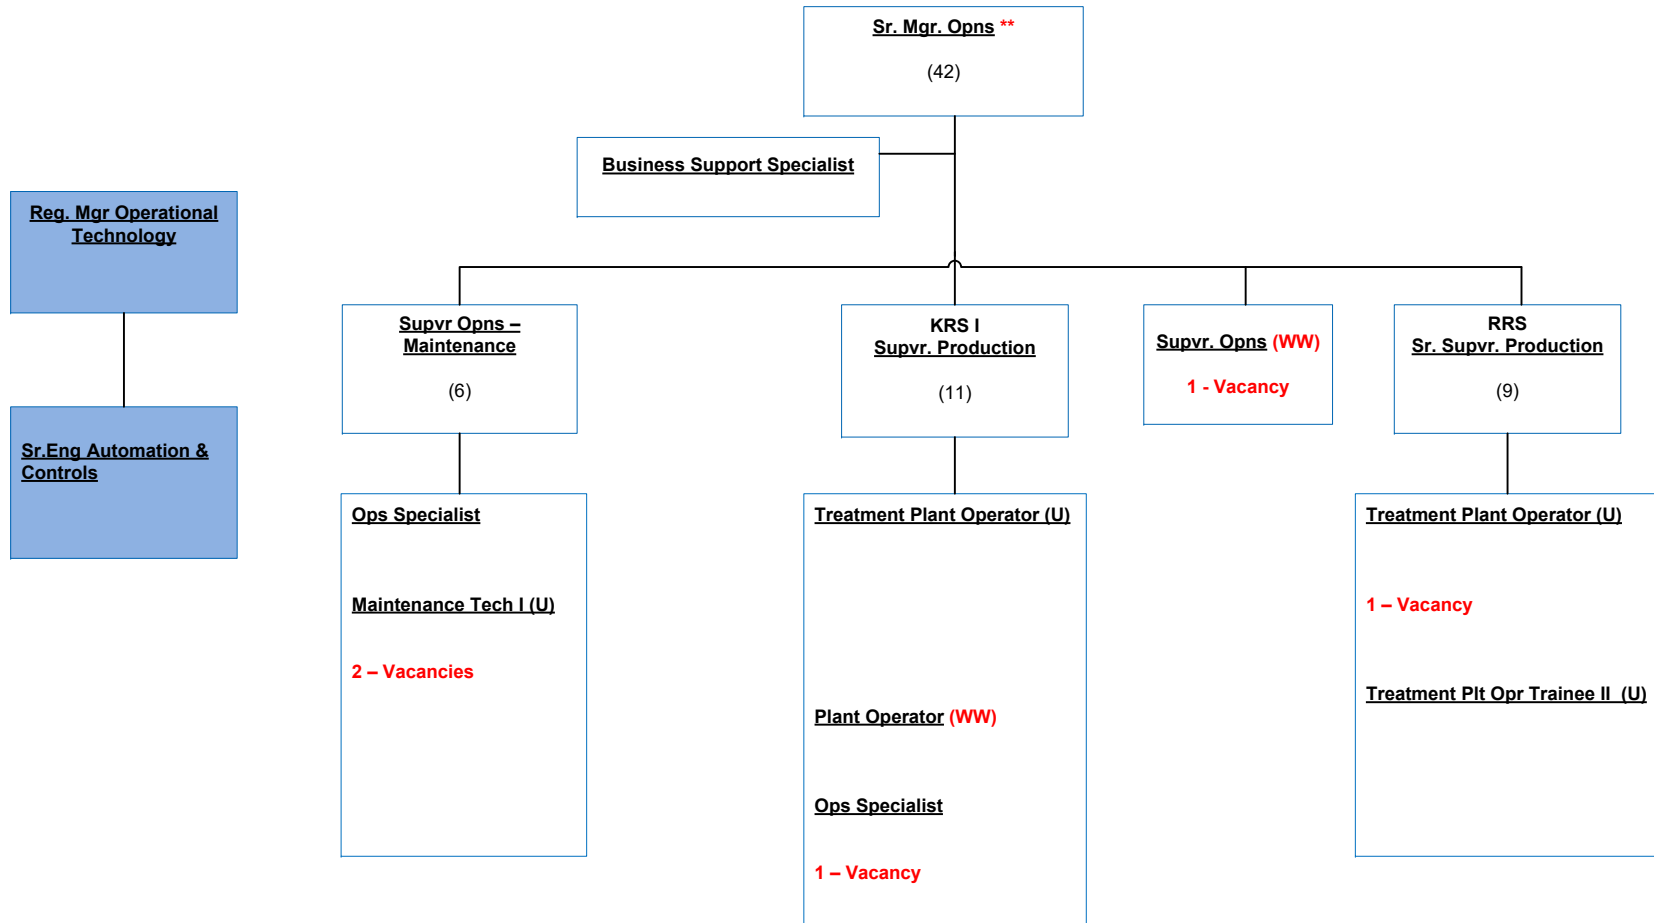 Sr. Mgr. Opns **
(42)
Business Support Specialist
Reg. Mgr Operational
Technology
Sr.Eng Automation &
Controls
Supvr Opns –
Maintenance
(6)
KRS I
Supvr. Production
(11)
Supvr. Opns (WW)
1 - Vacancy
RRS
Sr. Supvr. Production
(9)
Ops Specialist
Maintenance Tech I (U)
2 – Vacancies
Treatment Plant Operator (U)
Plant Operator (WW)
Ops Specialist
1 – Vacancy
Treatment Plant Operator (U)
1 – Vacancy
Treatment Plt Opr Trainee II  (U)